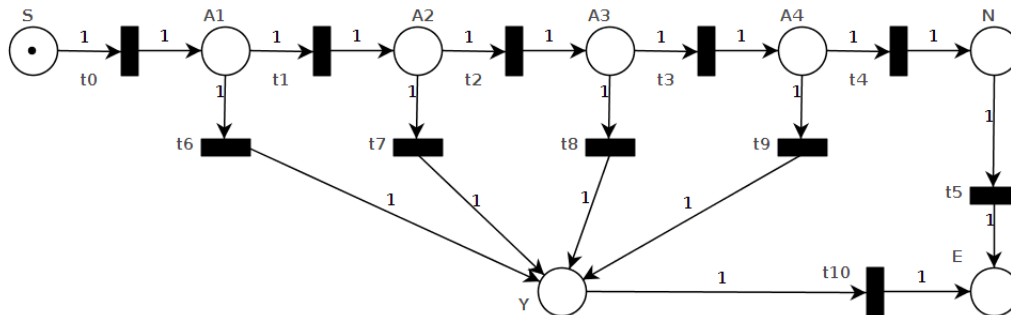 S A1 A2 A3 A4 N
1 1 1 1 1 1 1 1 1 1
t0 t1 t2 t3 t4
1 1 1 1 1
t6 t7 t8 t9 t5
1 1 1 1 1
E
t10
1 1
Y